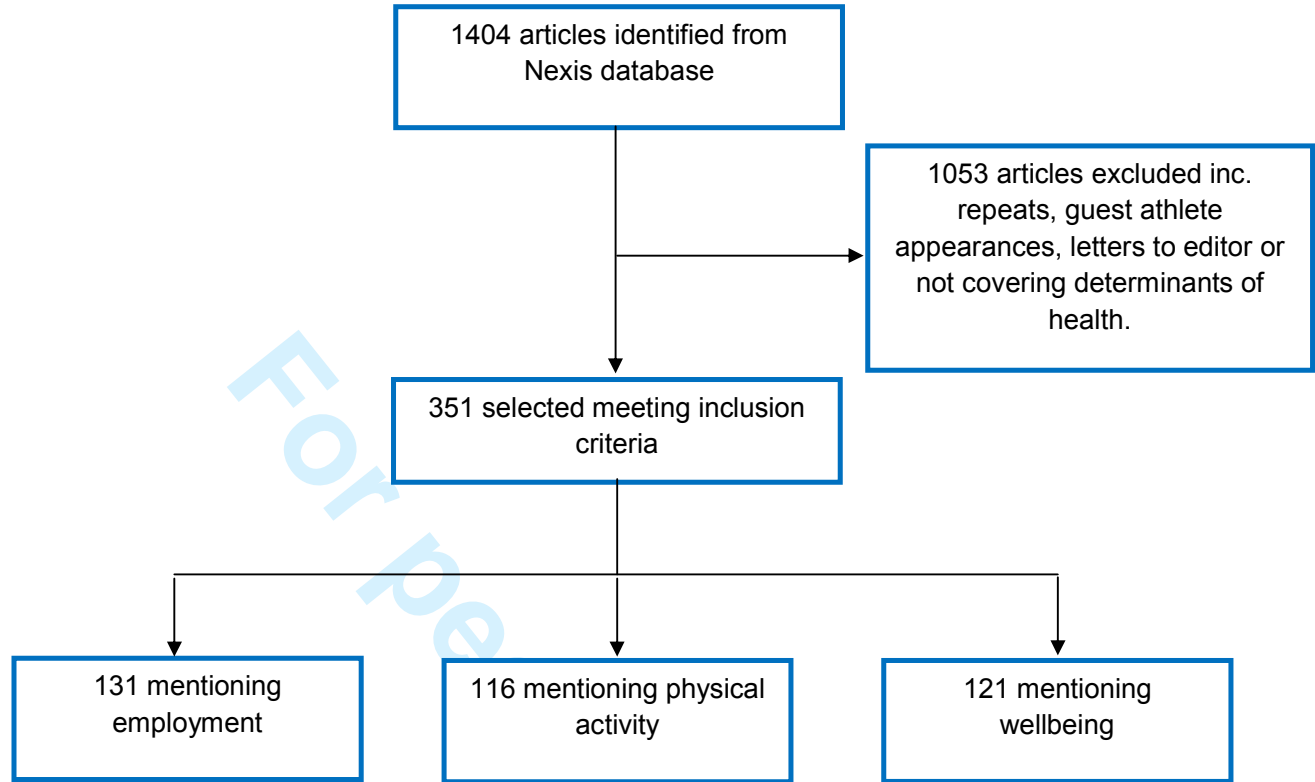 1404 articles identified from
Nexis database
1053 articles excluded inc.
repeats, guest athlete
appearances, letters to editor or
not covering determinants of
health.
351 selected meeting inclusion
criteria
For pe
131 mentioning
employment
116 mentioning physical
activity
121 mentioning
wellbeing